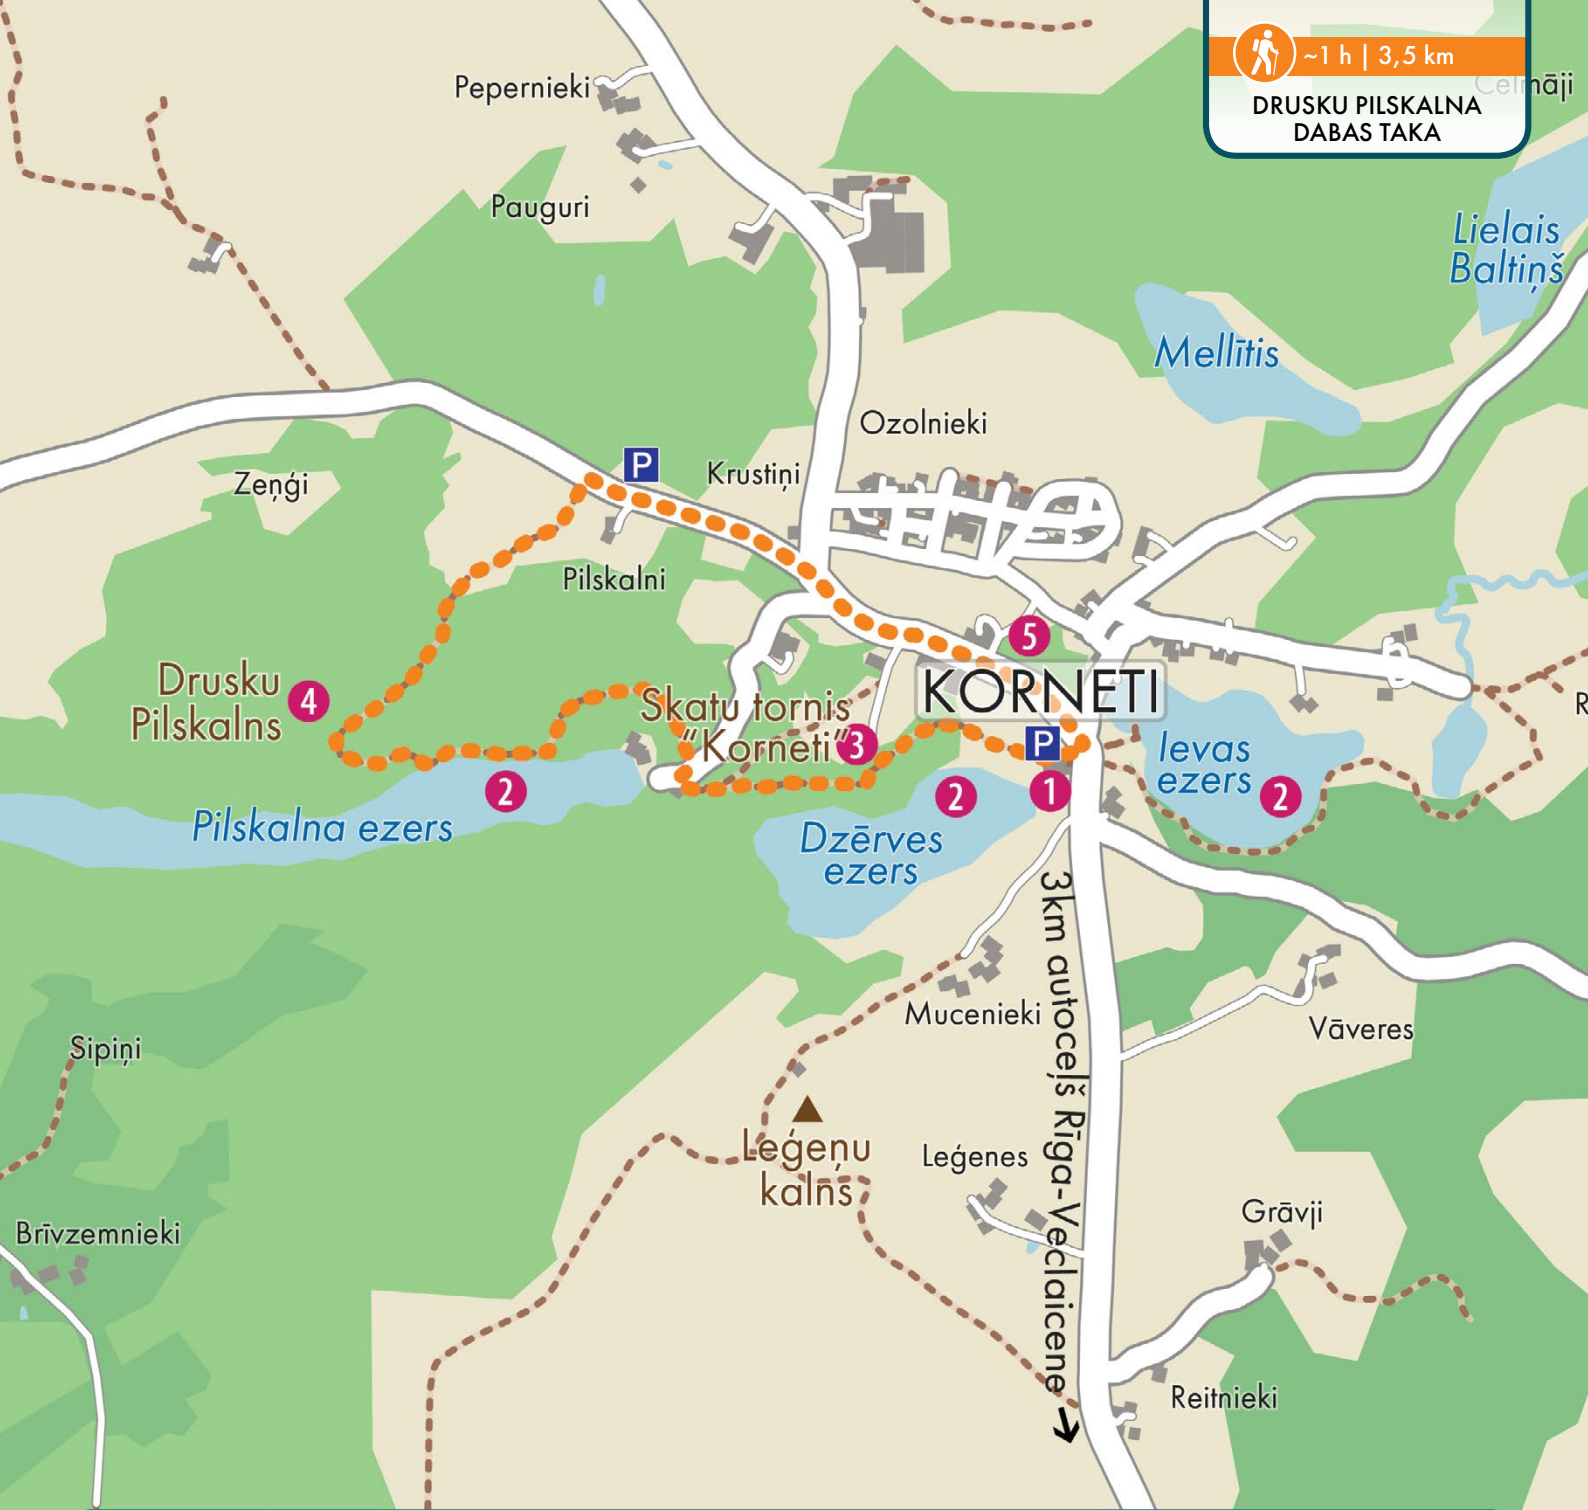 ~1 h | 3,5 km
DRUSKU PILSKALNA
DABAS TAKA
Celmāji
Pepernieki
Pauguri
Lielais
Baltiņš
Mellītis
Ozolnieki
P
Krustiņi
Zeņģi
Pilskalni
5
Drusku
Pilskalns
4
KORNETI
Skatu tornis
"Korneti"
3
P
Ievas
ezers
2
R
2
2
1
Pilskalna ezers
Dzērves
ezers
3km autoceļš Rīga-Veclaicene
Mucenieki
Vāveres
Sipiņi
Leģeņu
kalns
Leģenes
Grāvji
Brīvzemnieki
Reitnieki